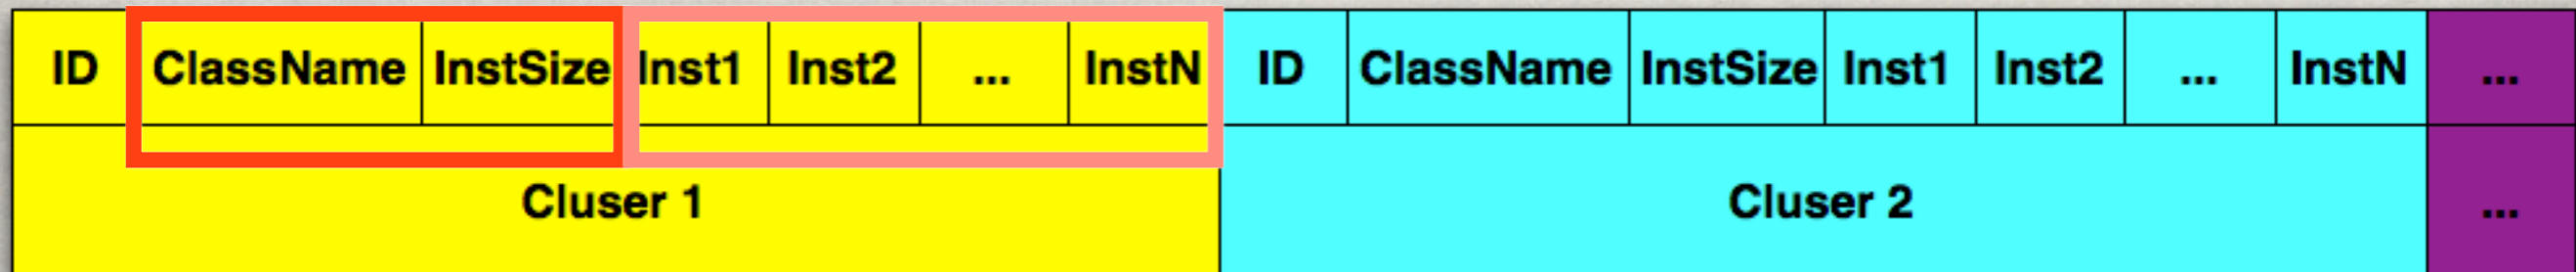 ID ClassName InstSize Inst1 Inst2 ... InstN ID ClassName InstSize Inst1 Inst2 ... InstN ...
Cluser 1 Cluser 2 ...